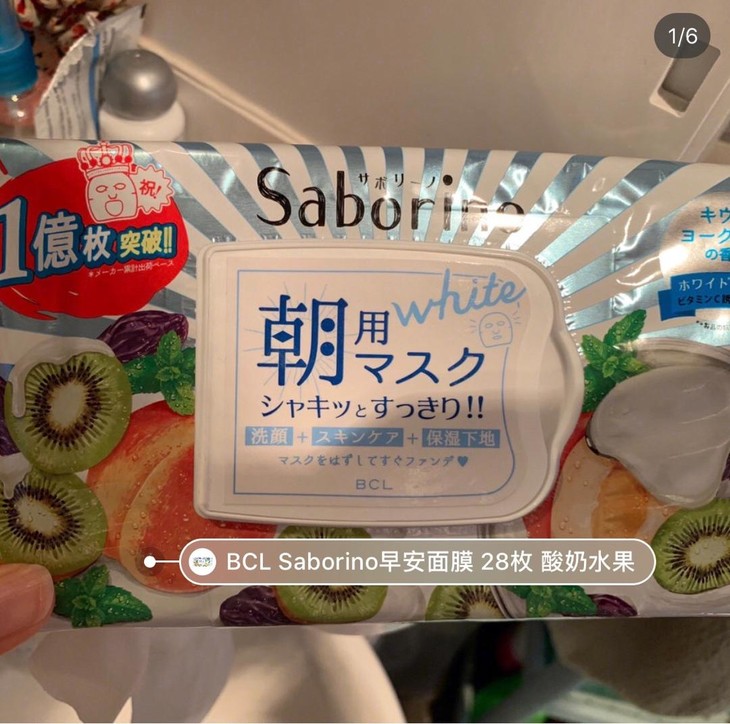 1/6
サボリーノ
Saborino
祝!
1億枚突破!!
*メーカー累計出荷ベース
キウ
ヨーグ
の香
ホワイト
ビタミンC誘
white
朝用マスク
シャキッとすっきり!!
洗顔+スキンケア+保湿下地
マスクをはずしてすぐファンデ♥
BCL
BCL Saborino早安面膜 28枚 酸奶水果